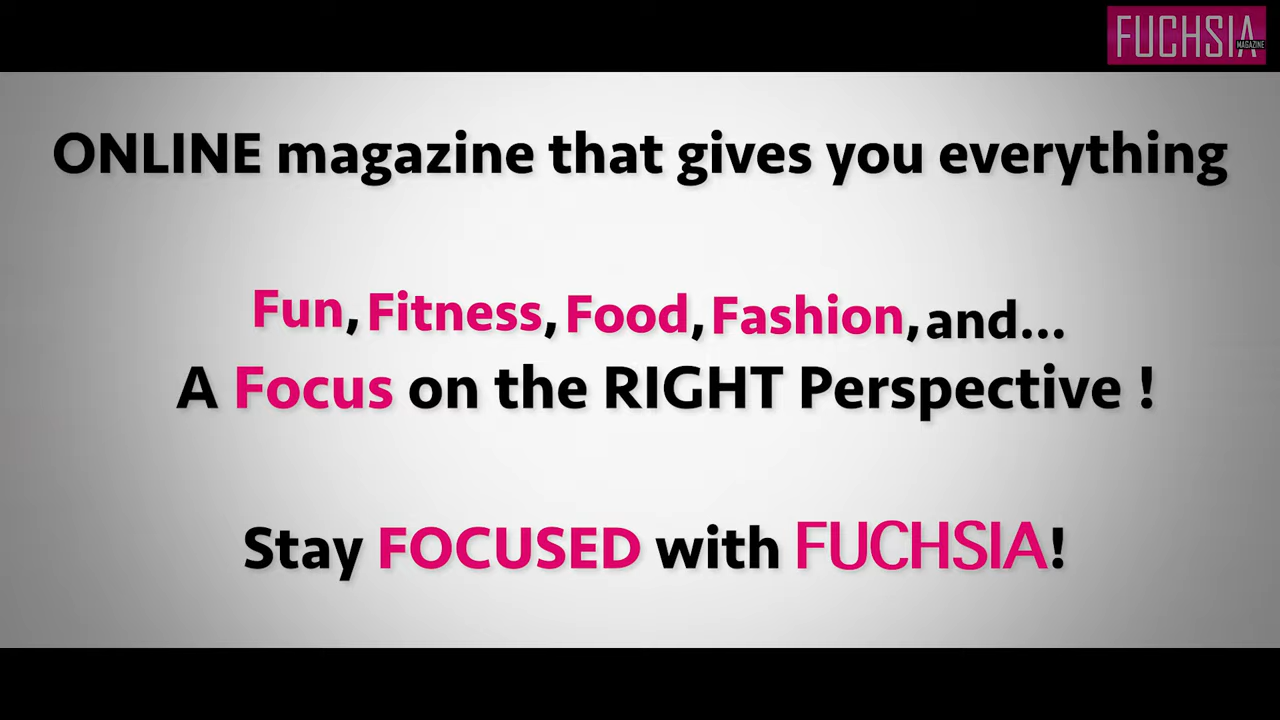 FUCHSIA
MAGAZINE
ONLINE magazine that gives you everything
Fun, Fitness, Food, Fashion, and...
A Focus on the RIGHT Perspective !
Stay FOCUSED with FUCHSIA!